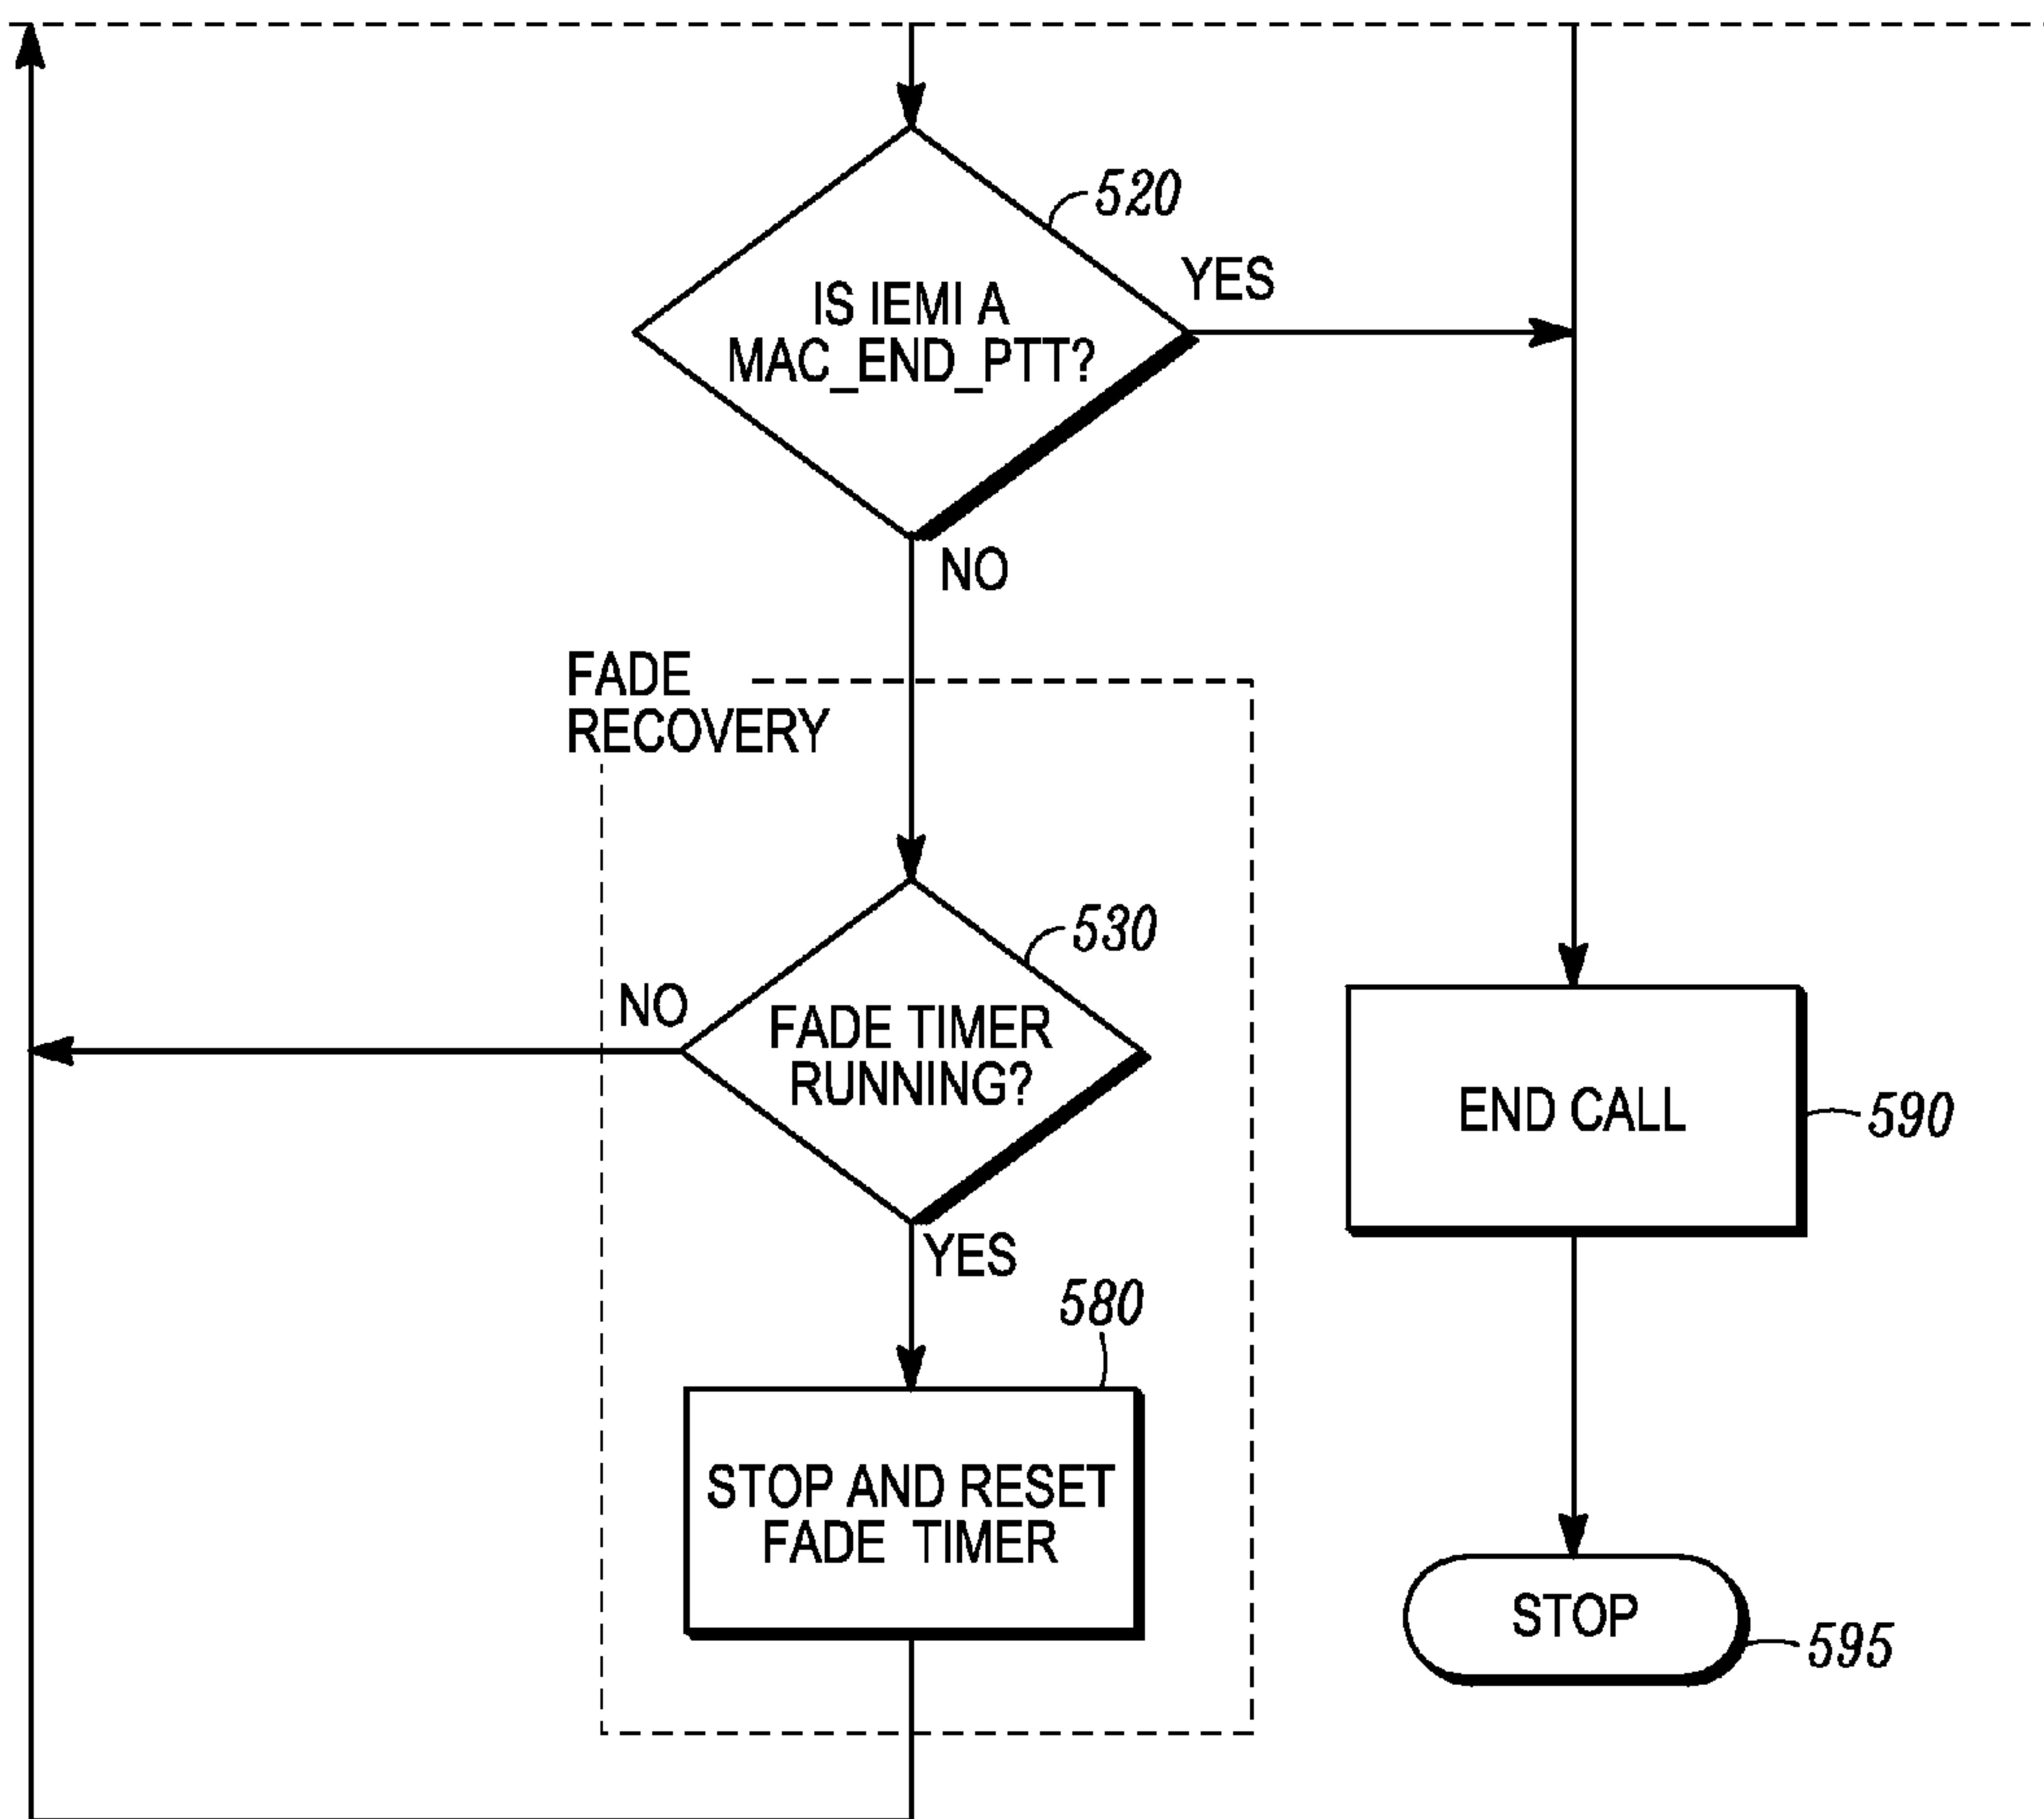 520
IS IEMI A
MAC_END_PTT?
YES
NO
FADE
RECOVERY
530
NO
FADE TIMER
RUNNING?
YES
END CALL
590
580
STOP AND RESET
FADE TIMER
STOP
595